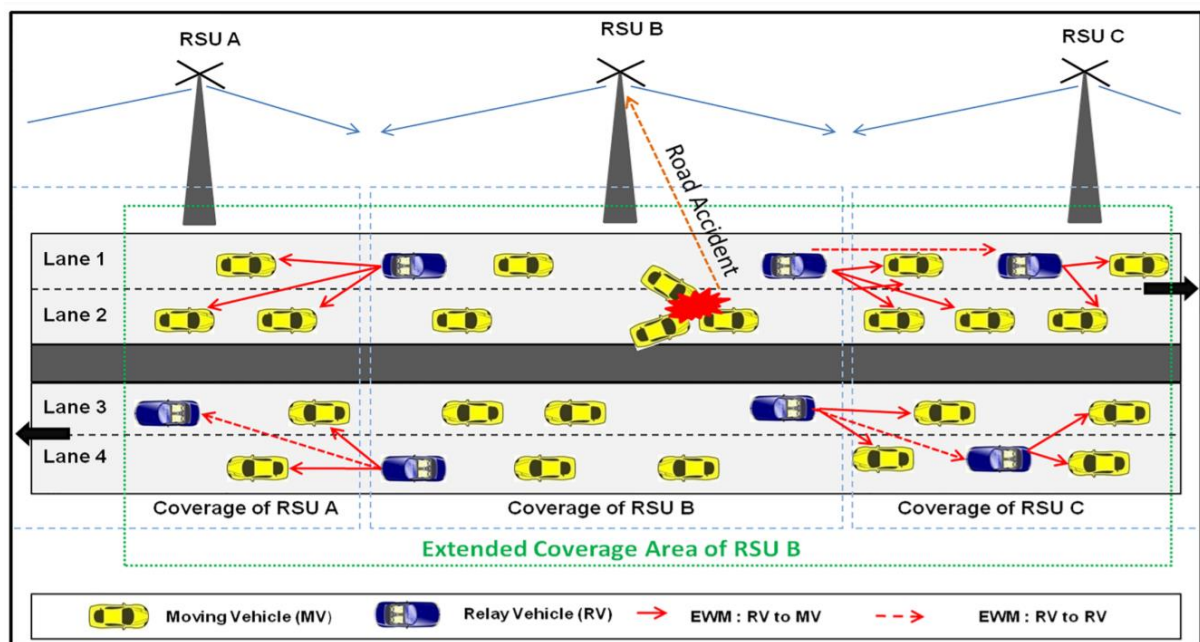 RSU A
RSU B
RSU C
Road Accident
Lane 1
Lane 2
Lane 3
Lane 4
Coverage of RSU A
Coverage of RSU B
Coverage of RSU C
Extended Coverage Area of RSU B
Moving Vehicle (MV)
Relay Vehicle (RV)
EWM : RV to MV
EWM : RV to RV